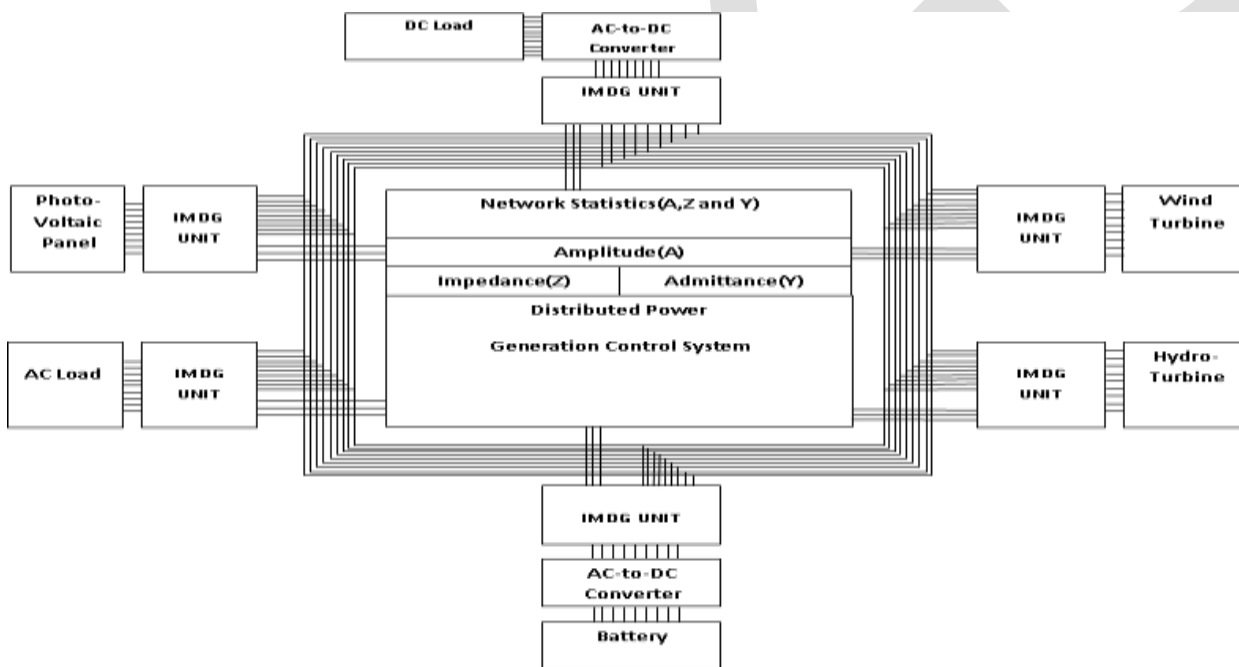 DC Load
AC-to-DC
Converter
IMDG UNIT
Photo-
Voltaic
Panel
IMDG
UNIT
Network Statistics(A,Z and Y)
Amplitude(A)
Impedance(Z)
Admittance(Y)
Distributed Power
Generation Control System
IMDG
UNIT
Wind
Turbine
AC Load
IMDG
UNIT
IMDG
UNIT
Hydro-
Turbine
IMDG UNIT
AC-to-DC
Converter
Battery